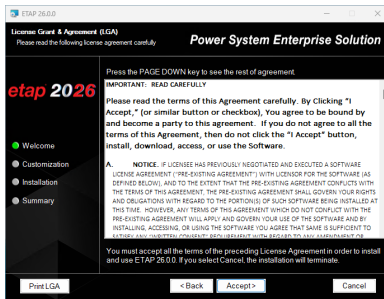 ETAP 26.0.0
License Grant & Agreement (LGA)
Please read the following license agreement carefully
Power System Enterprise Solution
Press the PAGE DOWN key to see the rest of agreement.
etap 2026
Welcome
Customization
Installation
Summary
IMPORTANT: READ CAREFULLY
Please read the terms of this Agreement carefully. By Clicking "I
Accept," (or similar button or checkbox), You agree to be bound by
and become a party to this agreement. If you do not agree to all the
terms of this Agreement, then do not click the "I Accept" button,
install, download, access, or use the Software.
A. NOTICE. IF LICENSEE HAS PREVIOUSLY NEGOTIATED AND EXECUTED A SOFTWARE
LICENSE AGREEMENT ("PRE-EXISTING AGREEMENT") WITH LICENSOR FOR THE SOFTWARE (AS
DEFINED BELOW), AND TO THE EXTENT THAT THE PRE-EXISTING AGREEMENT CONFLICTS WITH
THE TERMS OF THIS AGREEMENT, THE PRE-EXISTING AGREEMENT SHALL GOVERN YOUR RIGHTS
AND OBLIGATIONS WITH REGARD TO THE PORTION(S) OF SUCH SOFTWARE BEING INSTALLED AT
THIS TIME. HOWEVER, ANY TERMS OF THIS AGREEMENT WHICH DO NOT CONFLICT WITH THE
PRE-EXISTING AGREEMENT WILL APPLY AND GOVERN YOUR USE OF THE SOFTWARE AND BY
INSTALLING, ACCESSING, OR USING THE SOFTWARE YOU AGREE THAT SAME IS SUFFICIENT TO
SATISFY ANY "WRITTEN CONSENT" REQUIREMENT WITH REGARD TO ANY AMENDMENT OR
You must accept all the terms of the preceding License Agreement in order to install
and use ETAP 26.0.0. If you select Cancel, the installation will terminate.
Print LGA
< Back
Accept>
Cancel